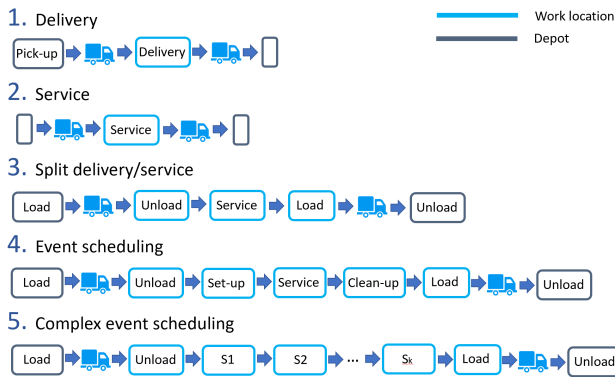 1. Delivery
Work location
Depot
Pick-up Delivery
2. Service
Service
3. Split delivery/service
Load Unload Service Load Unload
4. Event scheduling
Load Unload Set-up Service Clean-up Load Unload
5. Complex event scheduling
Load Unload S1 S2 ... Sk Load Unload